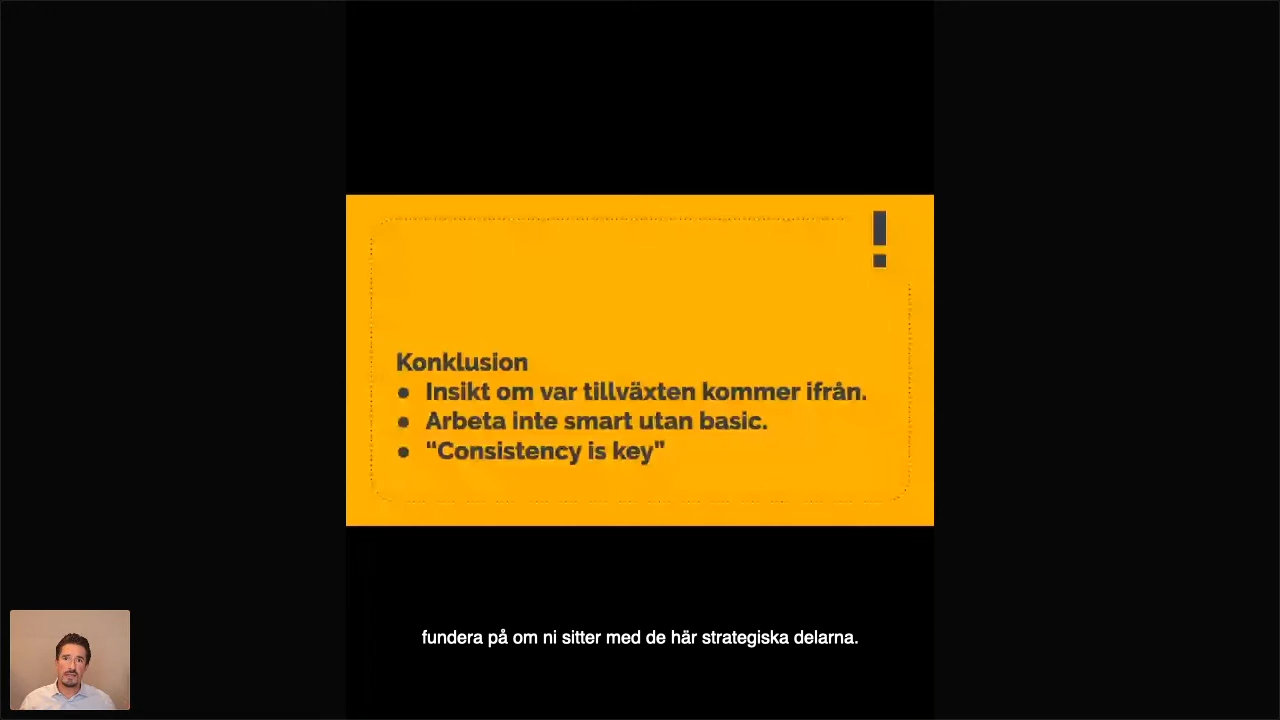 !
Konklusion
● Insikt om var tillväxten kommer ifrån.
● Arbeta inte smart utan basic.
● “Consistency is key”
fundera på om ni sitter med de här strategiska delarna.